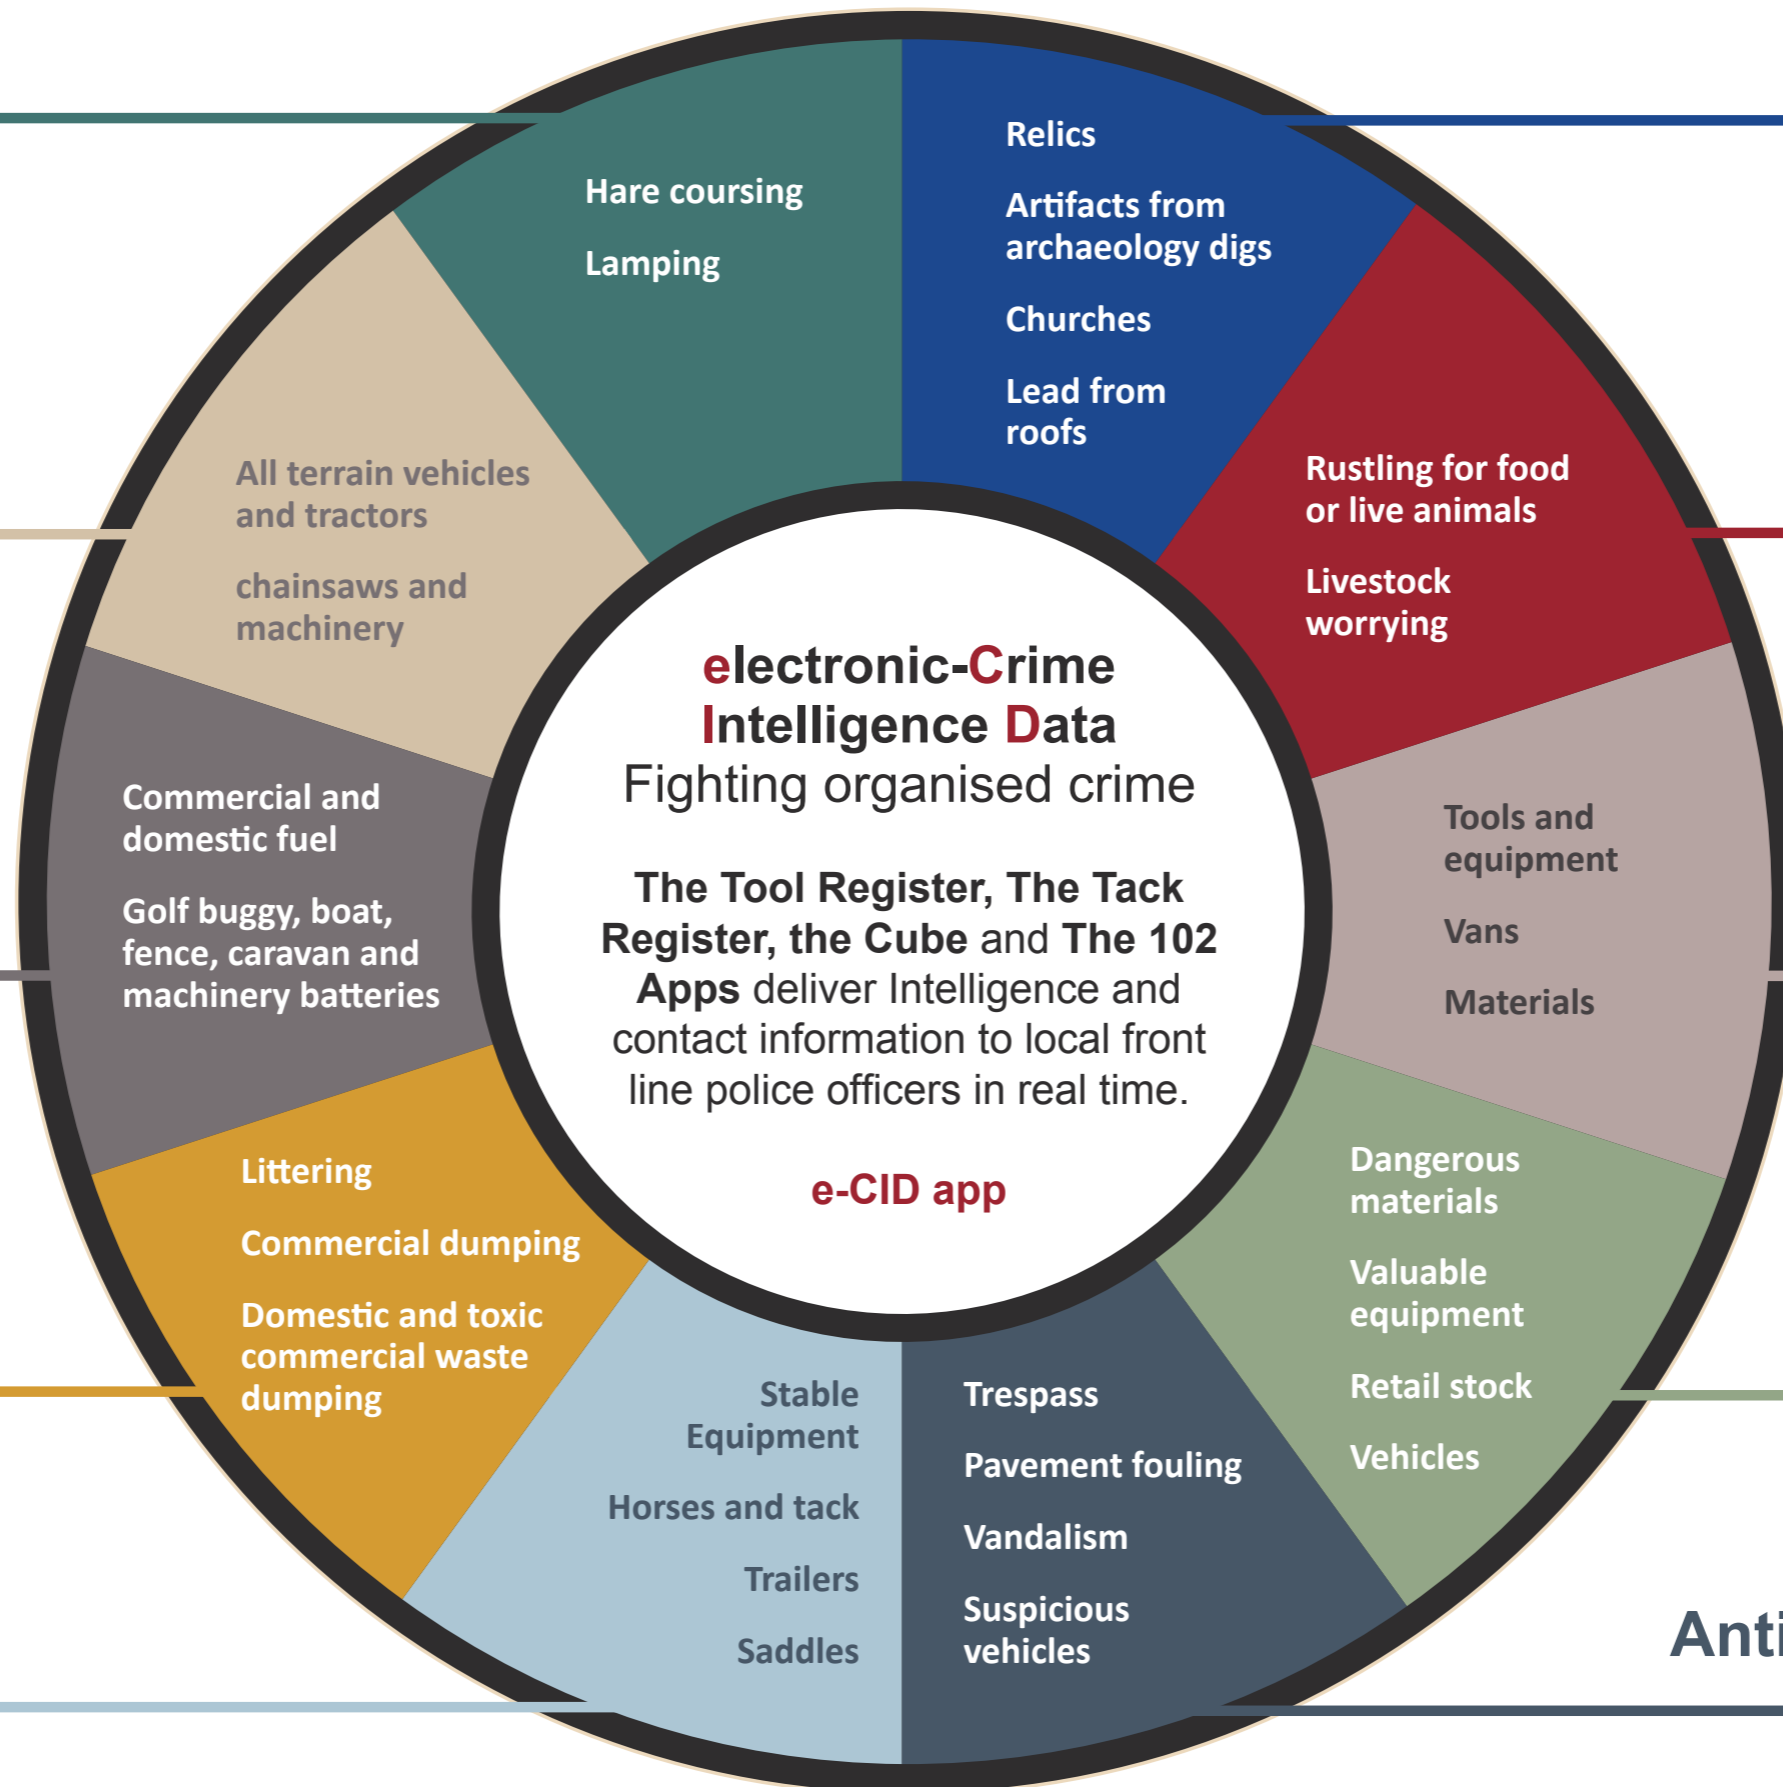 Hare coursing
Lamping
Relics
Artifacts from
archaeology digs
Churches
Lead from
roofs
Rustling for food
or live animals
Livestock
worrying
Tools and
equipment
Vans
Materials
Dangerous
materials
Valuable
equipment
Retail stock
Vehicles
Trespass
Pavement fouling
Vandalism
Suspicious
vehicles
Stable
Equipment
Horses and tack
Trailers
Saddles
Littering
Commercial dumping
Domestic and toxic
commercial waste
dumping
Commercial and
domestic fuel
Golf buggy, boat,
fence, caravan and
machinery batteries
All terrain vehicles
and tractors
chainsaws and
machinery
electronic-Crime
Intelligence Data
Fighting organised crime
The Tool Register, The Tack
Register, the Cube and The 102
Apps deliver Intelligence and
contact information to local front
line police officers in real time.
e-CID app
Anti